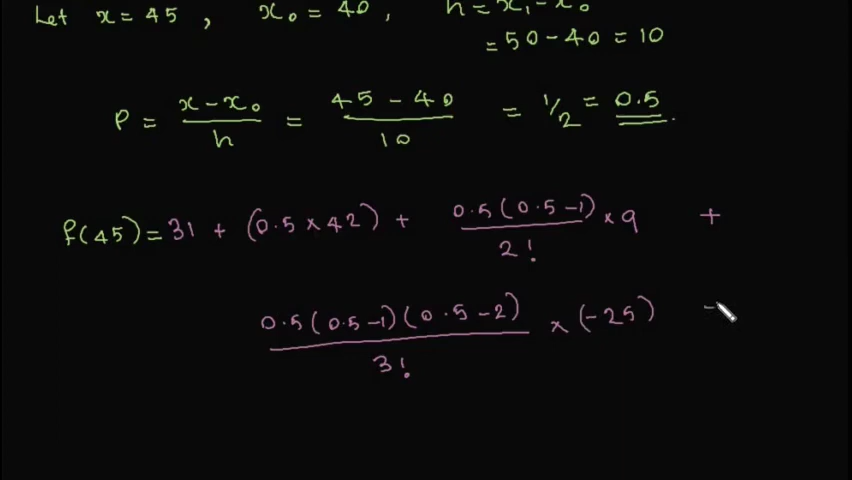 Let x = 45 , x₀ = 40 , h = x₁ - x₀
= 50 - 40 = 10
P = (x - x₀)/h = (45 - 40)/10 = 1/2 = 0.5.
f(45) = 31 + (0.5 × 42) + (0.5(0.5 - 1))/2! × 9 +
(0.5(0.5 - 1)(0.5 - 2))/3! × (-25)